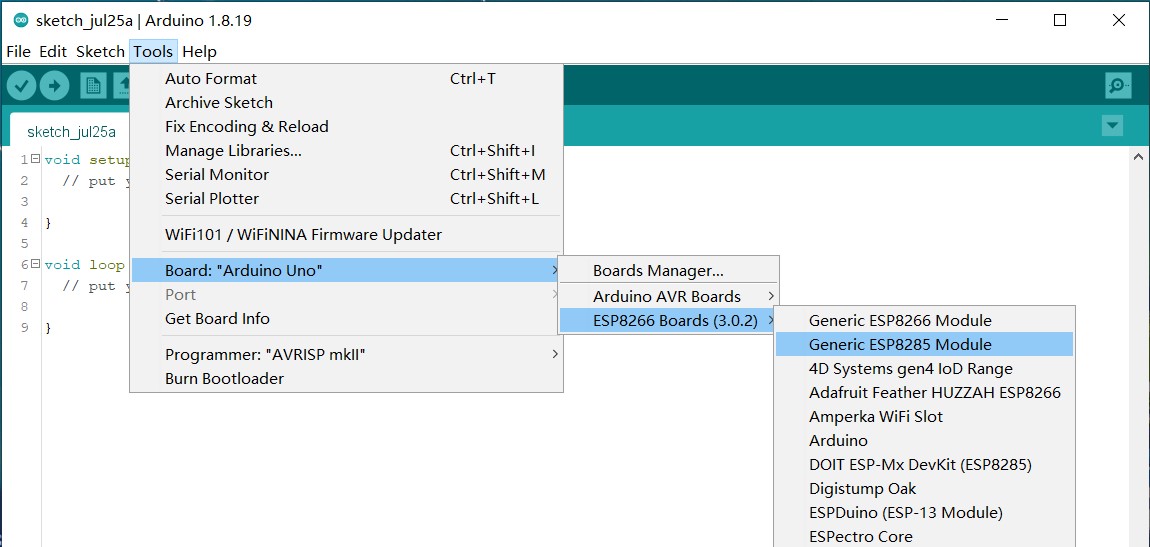 sketch_jul25a | Arduino 1.8.19
File Edit Sketch Tools Help
sketch_jul25a
1 void setup
2 // put y
3
4 }
5
6 void loop
7 // put y
8
9 }
Auto Format Ctrl+T
Archive Sketch
Fix Encoding & Reload
Manage Libraries... Ctrl+Shift+I
Serial Monitor Ctrl+Shift+M
Serial Plotter Ctrl+Shift+L
WiFi101 / WiFiNINA Firmware Updater
Board: "Arduino Uno"
Port
Get Board Info
Programmer: "AVRISP mkII"
Burn Bootloader
Boards Manager...
Arduino AVR Boards
ESP8266 Boards (3.0.2)
Generic ESP8266 Module
Generic ESP8285 Module
4D Systems gen4 IoD Range
Adafruit Feather HUZZAH ESP8266
Amperka WiFi Slot
Arduino
DOIT ESP-Mx DevKit (ESP8285)
Digistump Oak
ESPDuino (ESP-13 Module)
ESPectro Core